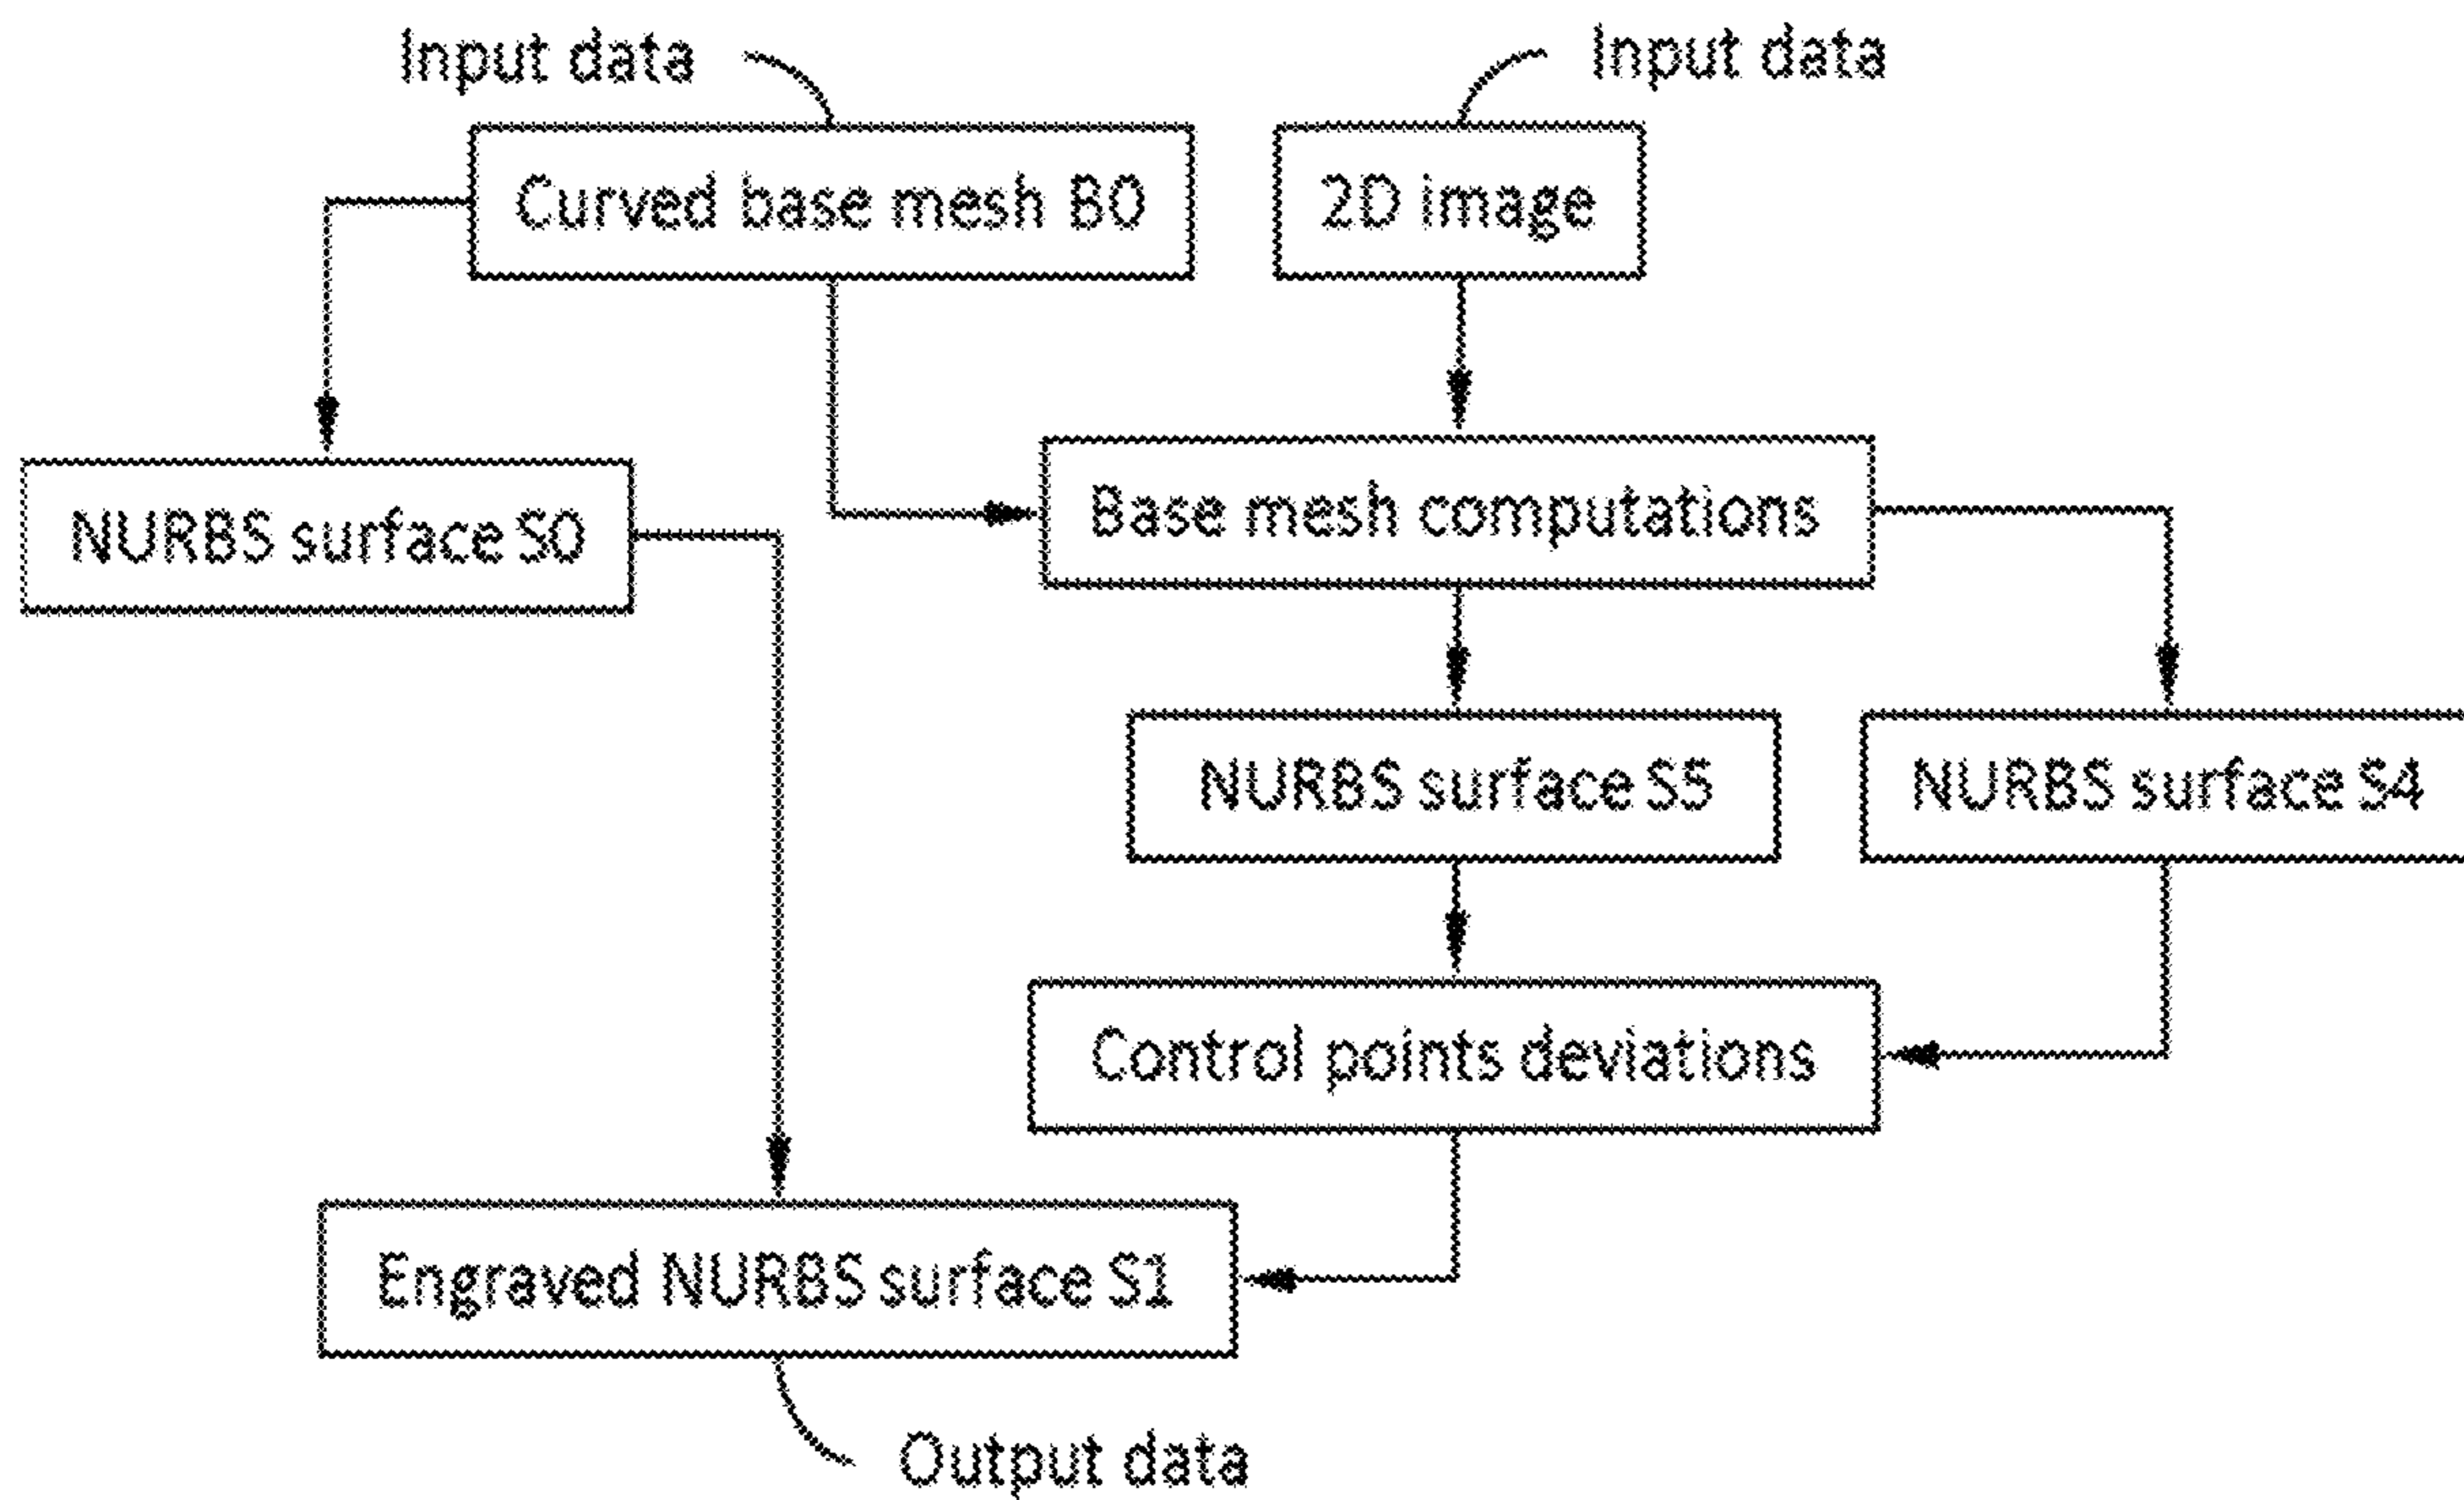 Input data
Input data
Curved base mesh B0
2D image
NURBS surface S0
Base mesh computations
NURBS surface S5
NURBS surface S4
Control points deviations
Engraved NURBS surface S1
Output data